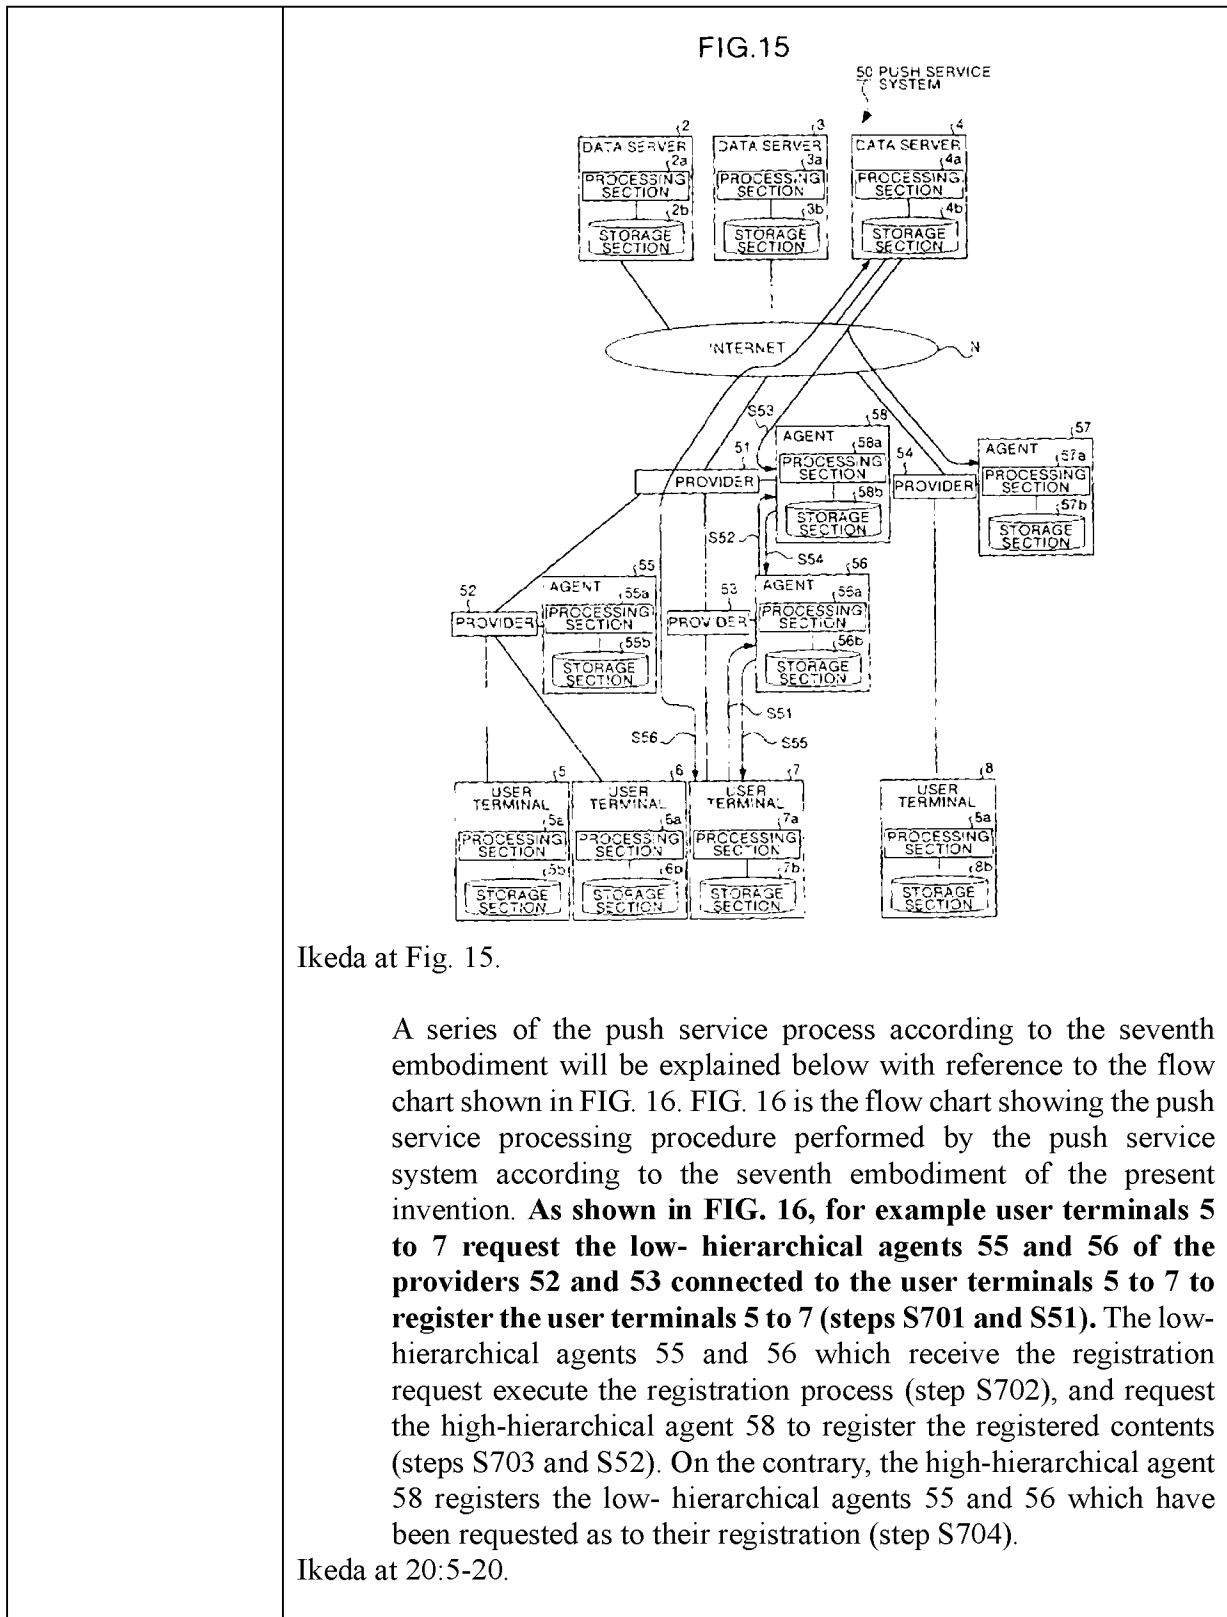 FIG.15
50 PUSH SERVICE
SYSTEM
2
3
4
DATA SERVER
DATA SERVER
DATA SERVER
2a
3a
4a
PROCESSING
SECTION
PROCESSING
SECTION
PROCESSING
SECTION
2b
3b
4b
STORAGE
SECTION
STORAGE
SECTION
STORAGE
SECTION
INTERNET
N
S53
58
AGENT
58a
PROCESSING
SECTION
58b
STORAGE
SECTION
51
PROVIDER
54
PROVIDER
57
AGENT
57a
PROCESSING
SECTION
57b
STORAGE
SECTION
S52
S54
52
PROVIDER
55
AGENT
55a
PROCESSING
SECTION
55b
STORAGE
SECTION
53
PROVIDER
56
AGENT
56a
PROCESSING
SECTION
56b
STORAGE
SECTION
S51
S56
S55
5
USER
TERMINAL
5a
PROCESSING
SECTION
5b
STORAGE
SECTION
6
USER
TERMINAL
6a
PROCESSING
SECTION
6b
STORAGE
SECTION
7
USER
TERMINAL
7a
PROCESSING
SECTION
7b
STORAGE
SECTION
8
USER
TERMINAL
5a
PROCESSING
SECTION
8b
STORAGE
SECTION
Ikeda at Fig. 15.
A series of the push service process according to the seventh
embodiment will be explained below with reference to the flow
chart shown in FIG. 16. FIG. 16 is the flow chart showing the push
service processing procedure performed by the push service
system according to the seventh embodiment of the present
invention. As shown in FIG. 16, for example user terminals 5
to 7 request the low- hierarchical agents 55 and 56 of the
providers 52 and 53 connected to the user terminals 5 to 7 to
register the user terminals 5 to 7 (steps S701 and S51). The low-
hierarchical agents 55 and 56 which receive the registration
request execute the registration process (step S702), and request
the high-hierarchical agent 58 to register the registered contents
(steps S703 and S52). On the contrary, the high-hierarchical agent
58 registers the low- hierarchical agents 55 and 56 which have
been requested as to their registration (step S704).
Ikeda at 20:5-20.